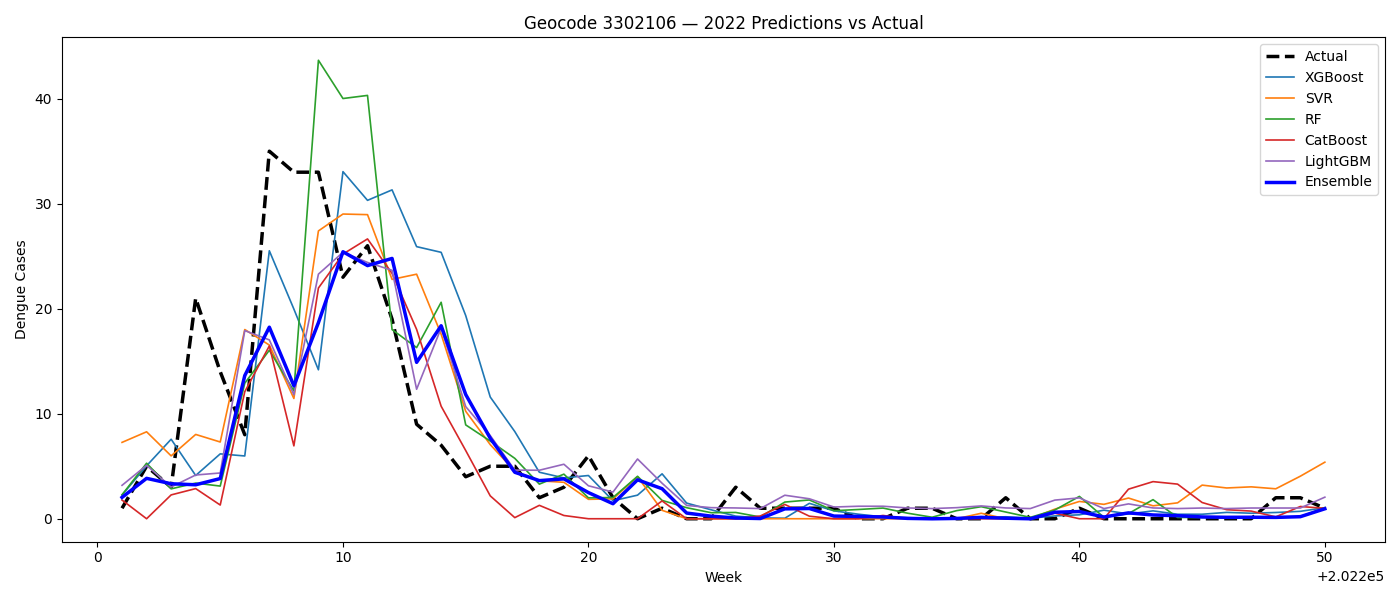 Geocode 3302106 — 2022 Predictions vs Actual
Actual
XGBoost
SVR
RF
CatBoost
LightGBM
Ensemble
Dengue Cases
40
30
20
10
0
0 10 20 30 40 50
+2.022e5
Week